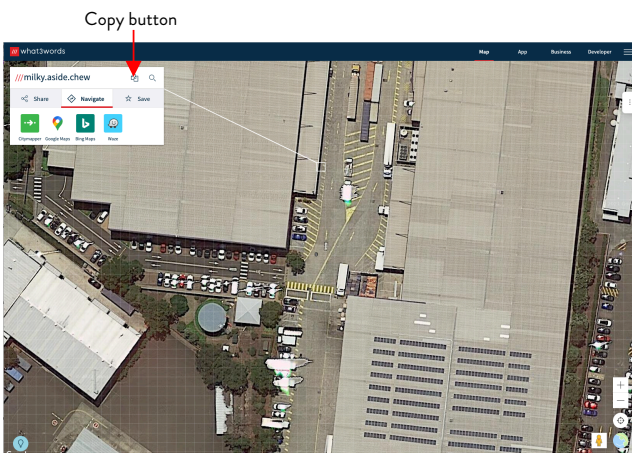 Copy button
/// what3words
Map App Business Developer
///milky.aside.chew
Share Navigate Save
Citymapper Google Maps Bing Maps Waze